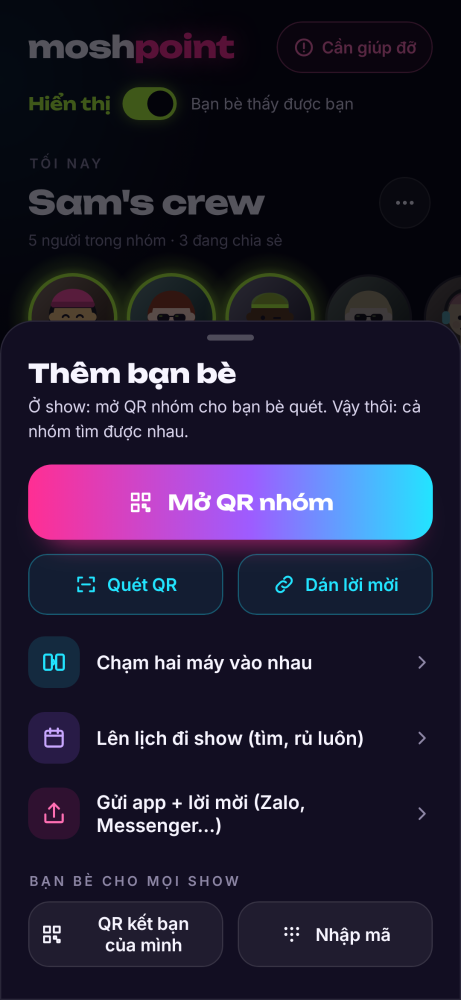 moshpoint
Cần giúp đỡ
Hiển thị
Bạn bè thấy được bạn
TỐI NAY
Sam's crew
5 người trong nhóm · 3 đang chia sẻ
Thêm bạn bè
Ở show: mở QR nhóm cho bạn bè quét. Vậy thôi: cả
nhóm tìm được nhau.
Mở QR nhóm
Quét QR
Dán lời mời
Chạm hai máy vào nhau
Lên lịch đi show (tìm, rủ luôn)
Gửi app + lời mời (Zalo,
Messenger...)
BẠN BÈ CHO MỌI SHOW
QR kết bạn
của mình
Nhập mã